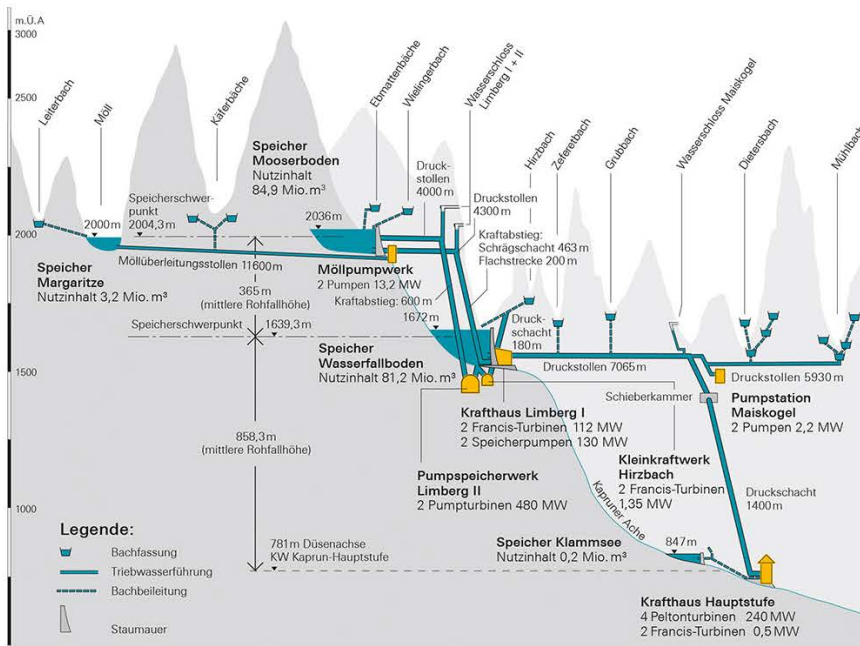 m.Ü.A
3000
2500
2000
1500
1000
Leiterbach
Möll
Käferbäche
Ebmattenbäche
Wielingerbach
Wasserschloss
Limberg I + II
Hirzbach
Zeferetbach
Grubbach
Wasserschloss Maiskogel
Dietersbach
Mühlbach
Speicher
Mooserboden
Nutzinhalt
84,9 Mio.m³
Druck-
stollen
4000 m
Druckstollen
4300 m
Speicherschwer-
punkt
2004,3 m
2000 m
2036 m
Kraftabstieg:
Schrägschacht 463 m
Flachstrecke 200 m
Speicher
Margaritze
Nutzinhalt 3,2 Mio. m³
Möllüberleitungsstollen 11600 m
365 m
(mittlere Rohfallhöhe)
Möllpumpwerk
2 Pumpen 13,2 MW
Kraftabstieg: 600 m
1672 m
Speicherschwerpunkt
1639,3 m
Druck-
schacht
180 m
Speicher
Wasserfallboden
Nutzinhalt 81,2 Mio. m³
Druckstollen 7065 m
Druckstollen 5930 m
Schieberkammer
Pumpstation
Maiskogel
2 Pumpen 2,2 MW
Krafthaus Limberg I
2 Francis-Turbinen 112 MW
2 Speicherpumpen 130 MW
858,3 m
(mittlere Rohfallhöhe)
Pumpspeicherwerk
Limberg II
2 Pumpturbinen 480 MW
Kleinkraftwerk
Hirzbach
2 Francis-Turbinen
1,35 MW
Druckschacht
1400 m
Kapruner Ache
Speicher Klammsee
Nutzinhalt 0,2 Mio. m³
847 m
781 m Düsenachse
KW Kaprun-Hauptstufe
Krafthaus Hauptstufe
4 Peltonturbinen 240 MW
2 Francis-Turbinen 0,5 MW
Legende:
Bachfassung
Triebwasserführung
Bachbeileitung
Staumauer